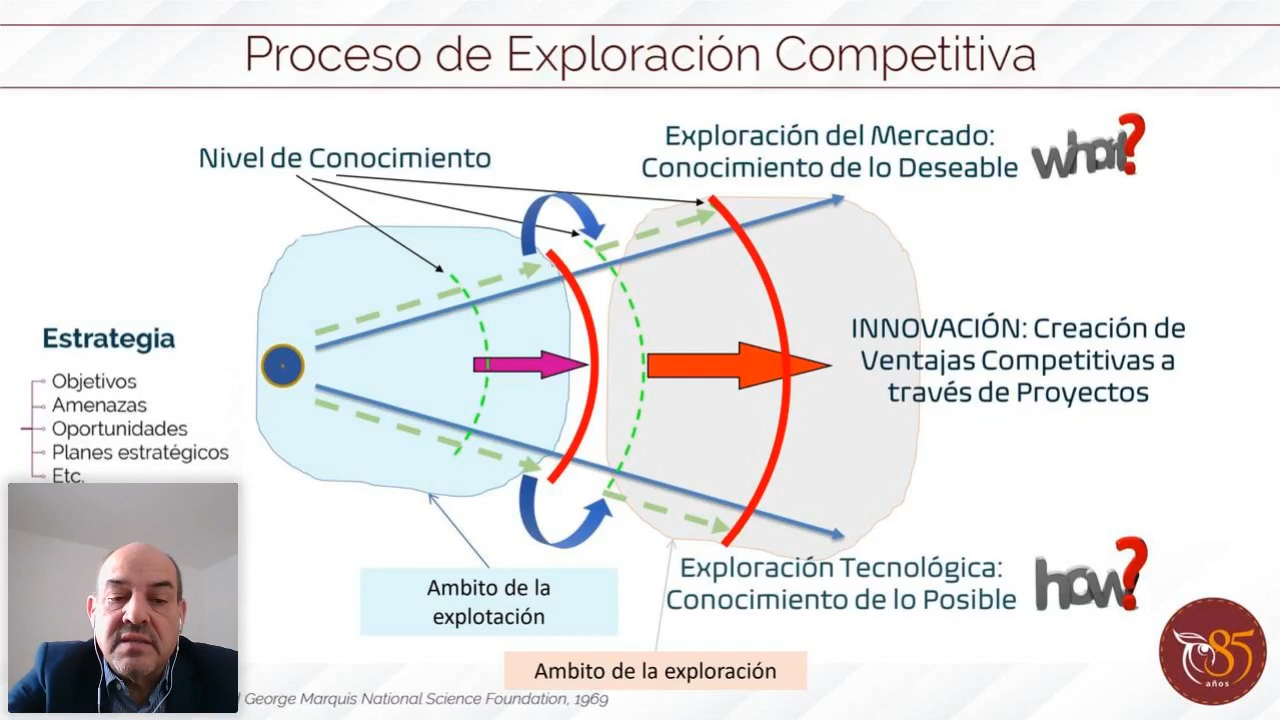 Proceso de Exploración Competitiva
Nivel de Conocimiento
Exploración del Mercado:
Conocimiento de lo Deseable
what?
Estrategia
Objetivos
Amenazas
Oportunidades
Planes estratégicos
Etc.
INNOVACIÓN: Creación de
Ventajas Competitivas a
través de Proyectos
Ambito de la
explotación
Exploración Tecnológica:
Conocimiento de lo Posible
how?
Ambito de la exploración
George Marquis National Science Foundation, 1969
85
años